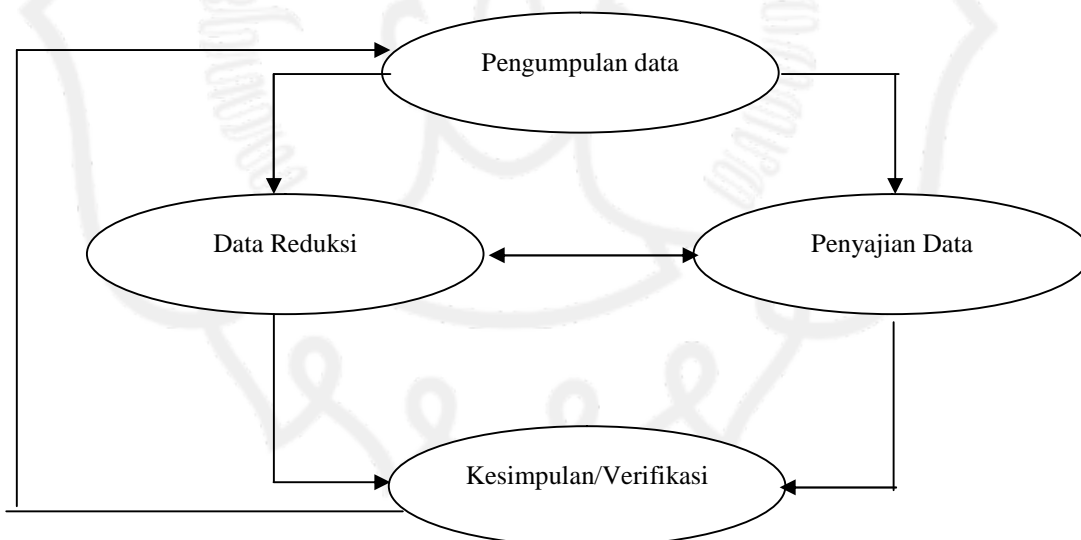 Pengumpulan data
Data Reduksi
Penyajian Data
Kesimpulan/Verifikasi